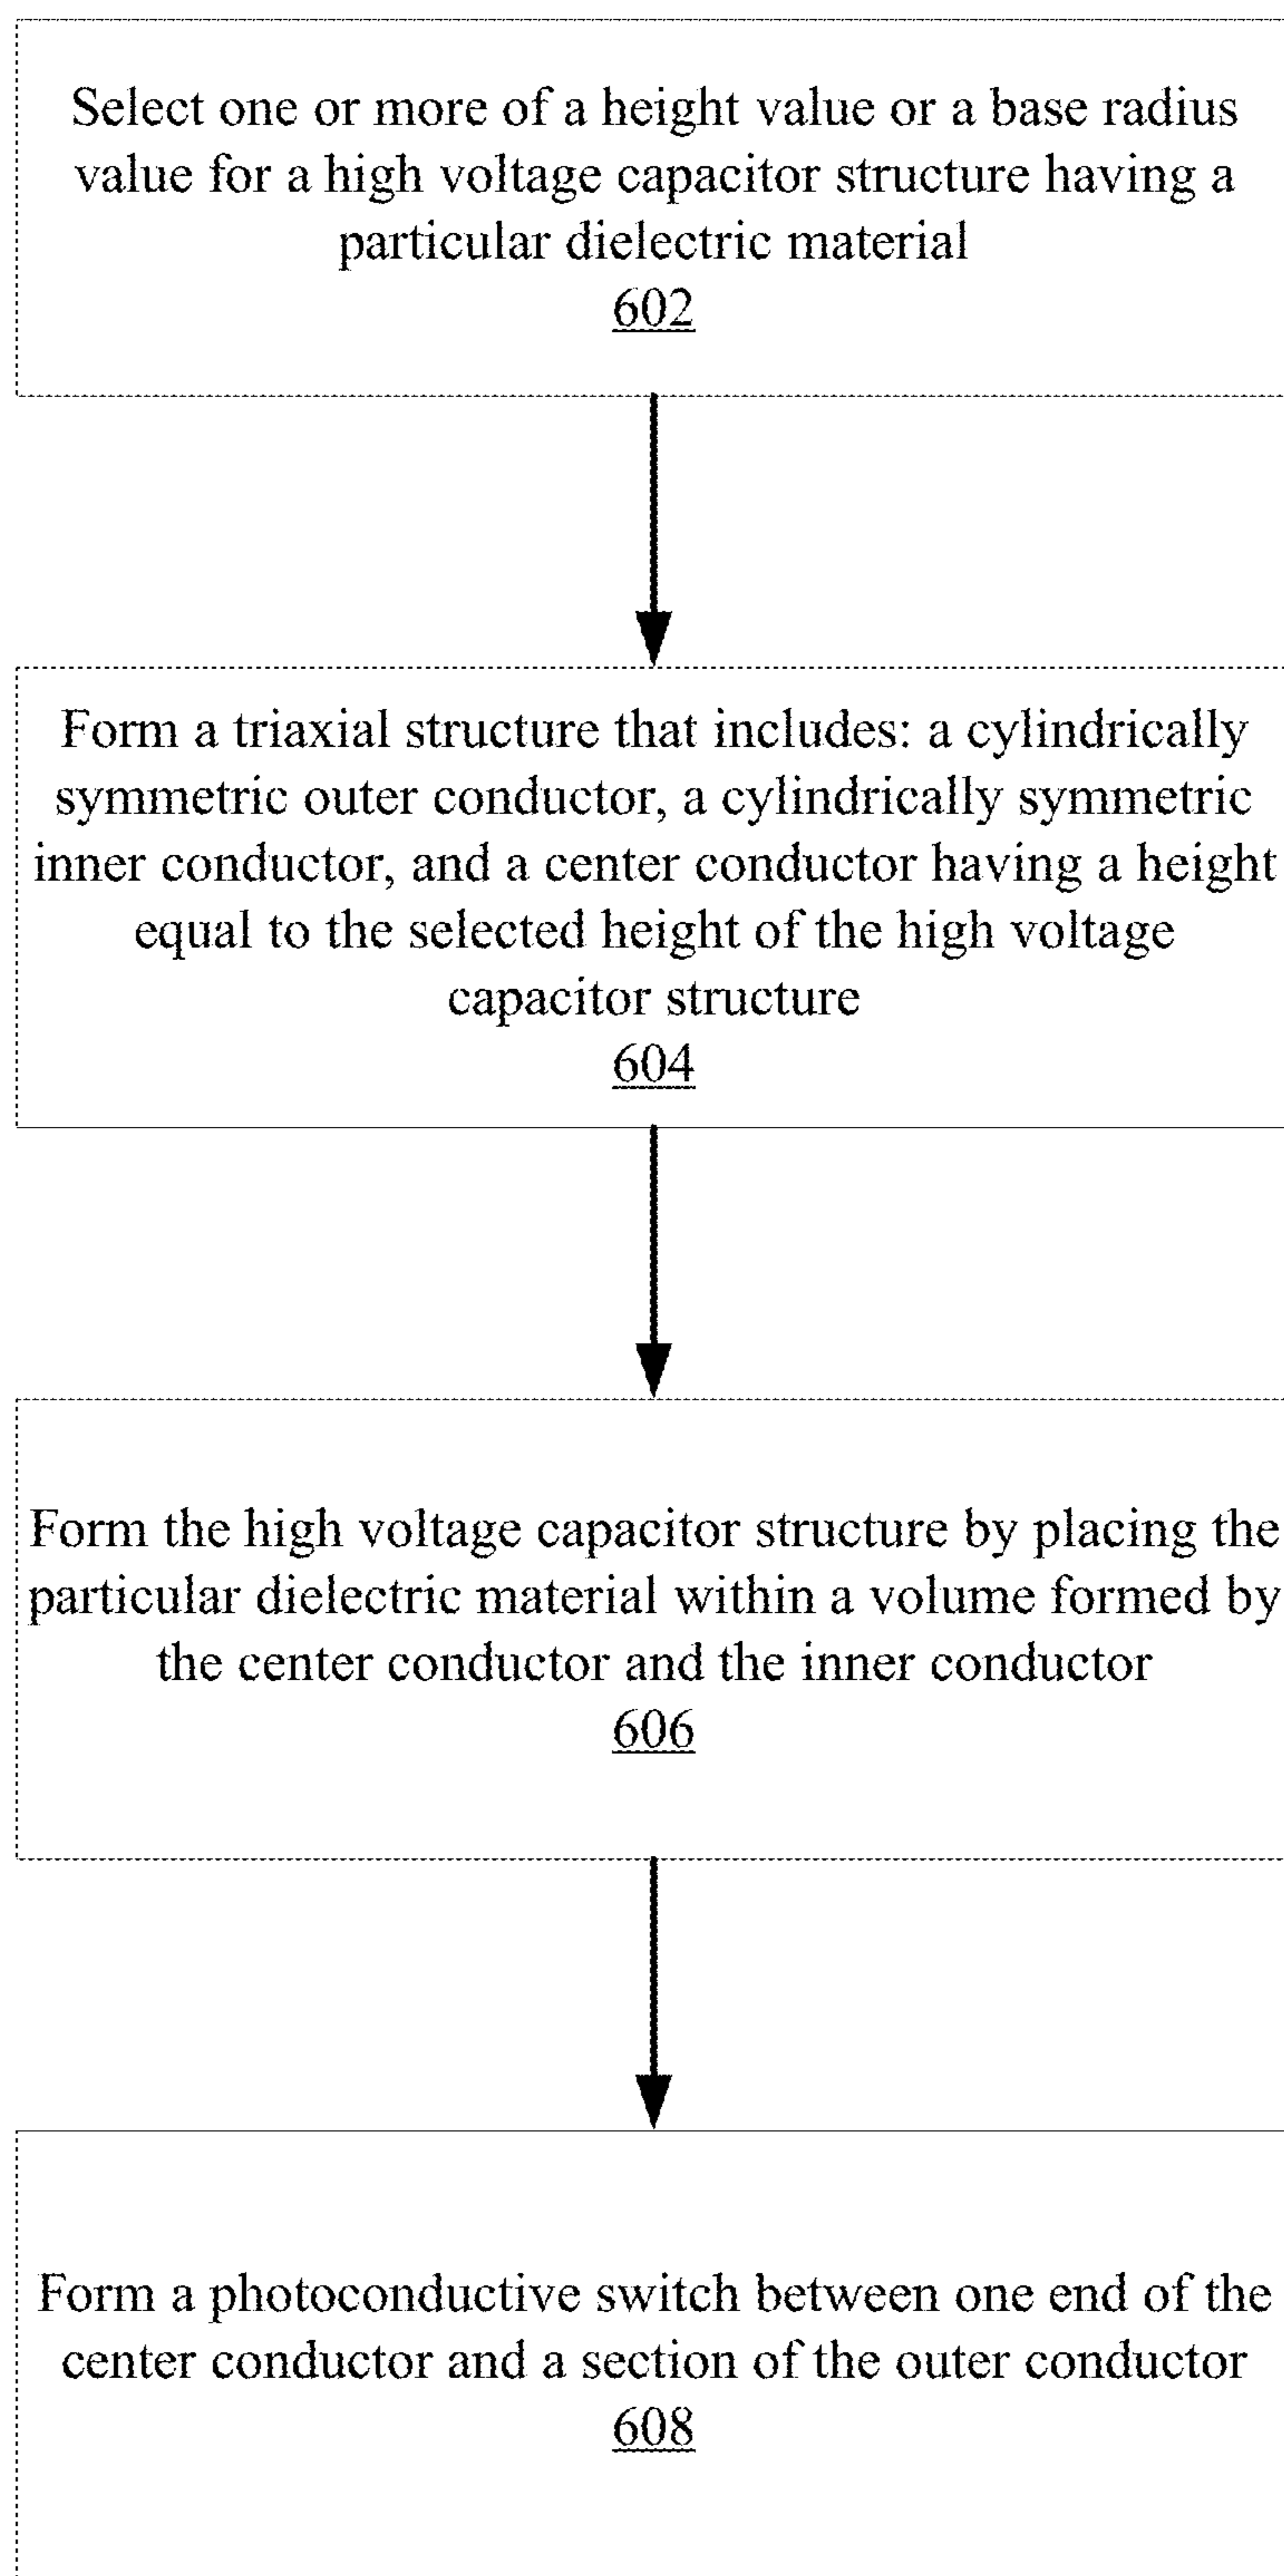 Select one or more of a height value or a base radius
value for a high voltage capacitor structure having a
particular dielectric material
602
Form a triaxial structure that includes: a cylindrically
symmetric outer conductor, a cylindrically symmetric
inner conductor, and a center conductor having a height
equal to the selected height of the high voltage
capacitor structure
604
Form the high voltage capacitor structure by placing the
particular dielectric material within a volume formed by
the center conductor and the inner conductor
606
Form a photoconductive switch between one end of the
center conductor and a section of the outer conductor
608